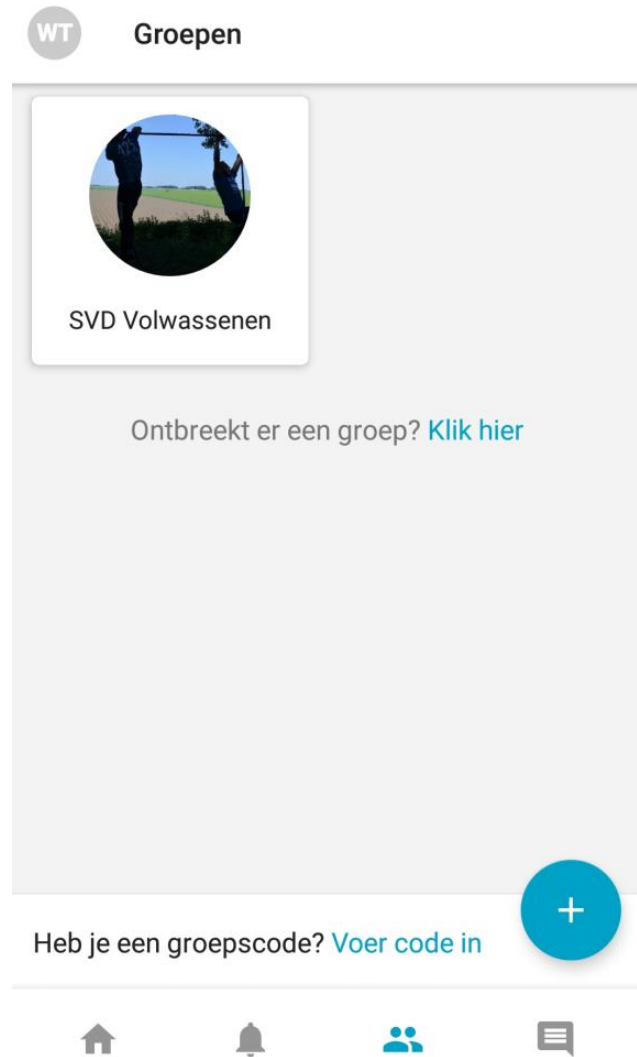 WT
Groepen
SVD Volwassenen
Ontbreekt er een groep? Klik hier
Heb je een groepscode? Voer code in